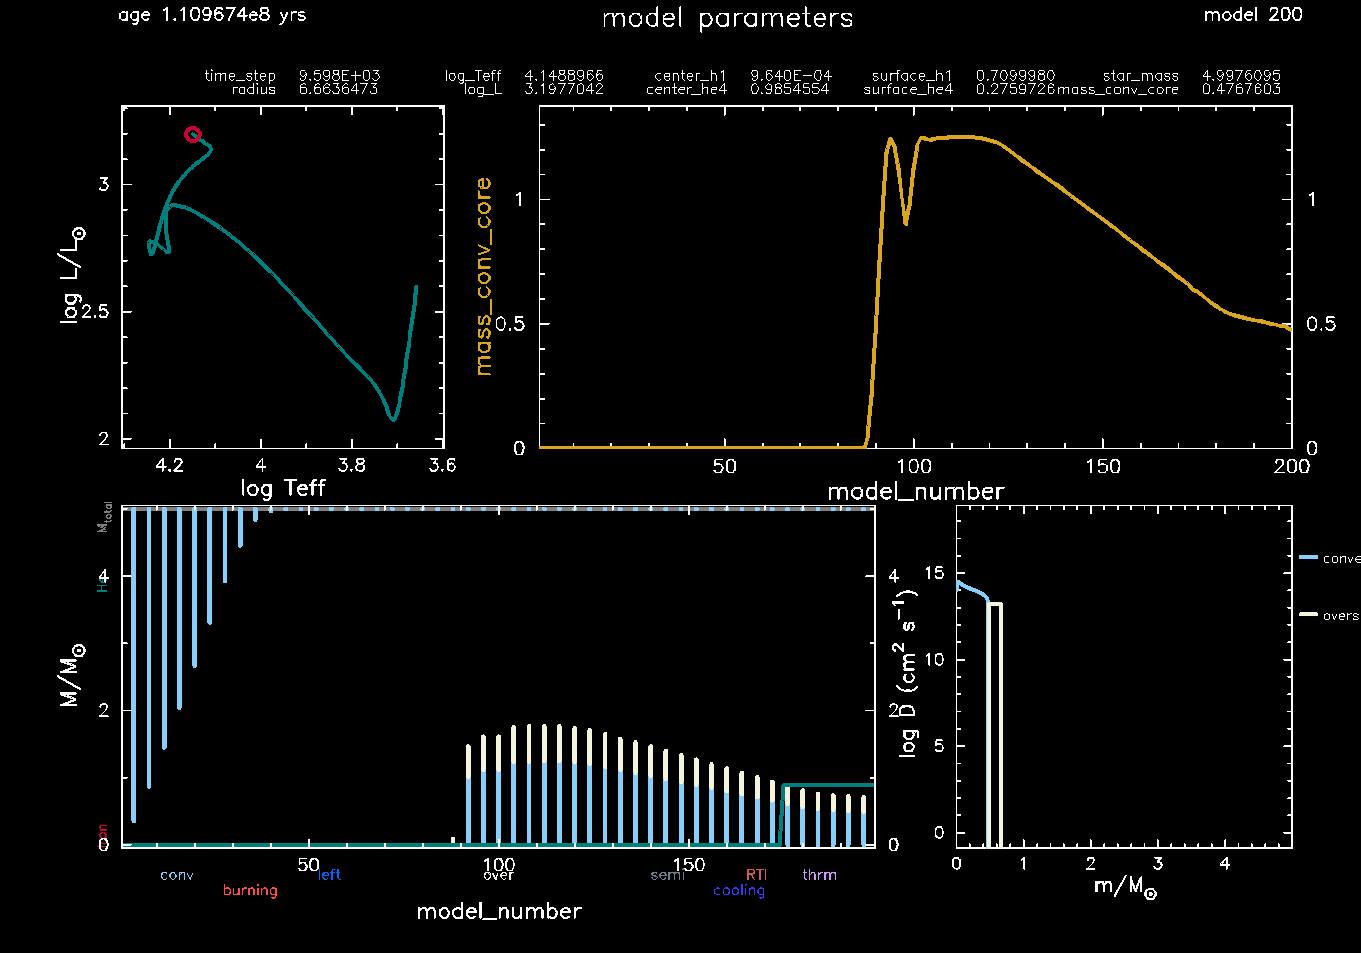 age 1.109674e8 yrs
model parameters
model 200
time_step 9.598E+03 log_Teff 4.1488966 center_h1 9.640E-04 surface_h1 0.7099980 star_mass 4.9976095
radius 6.6636473 log_L 3.1977042 center_he4 0.9854554 surface_he4 0.2759726 mass_conv_core 0.4767603
log L/L☉
3
2.5
2
4.2 4 3.8 3.6
log Teff
mass_conv_core
1
0.5
0
1
0.5
0
50 100 150 200
model_number
M/M☉
Mtotal
He
4
2
0
4
2
0
50 100 150
conv left over semi RTI thrm
burning cooling
model_number
log D (cm² s⁻¹)
15
10
5
0
0 1 2 3 4
m/M☉
conve
overs